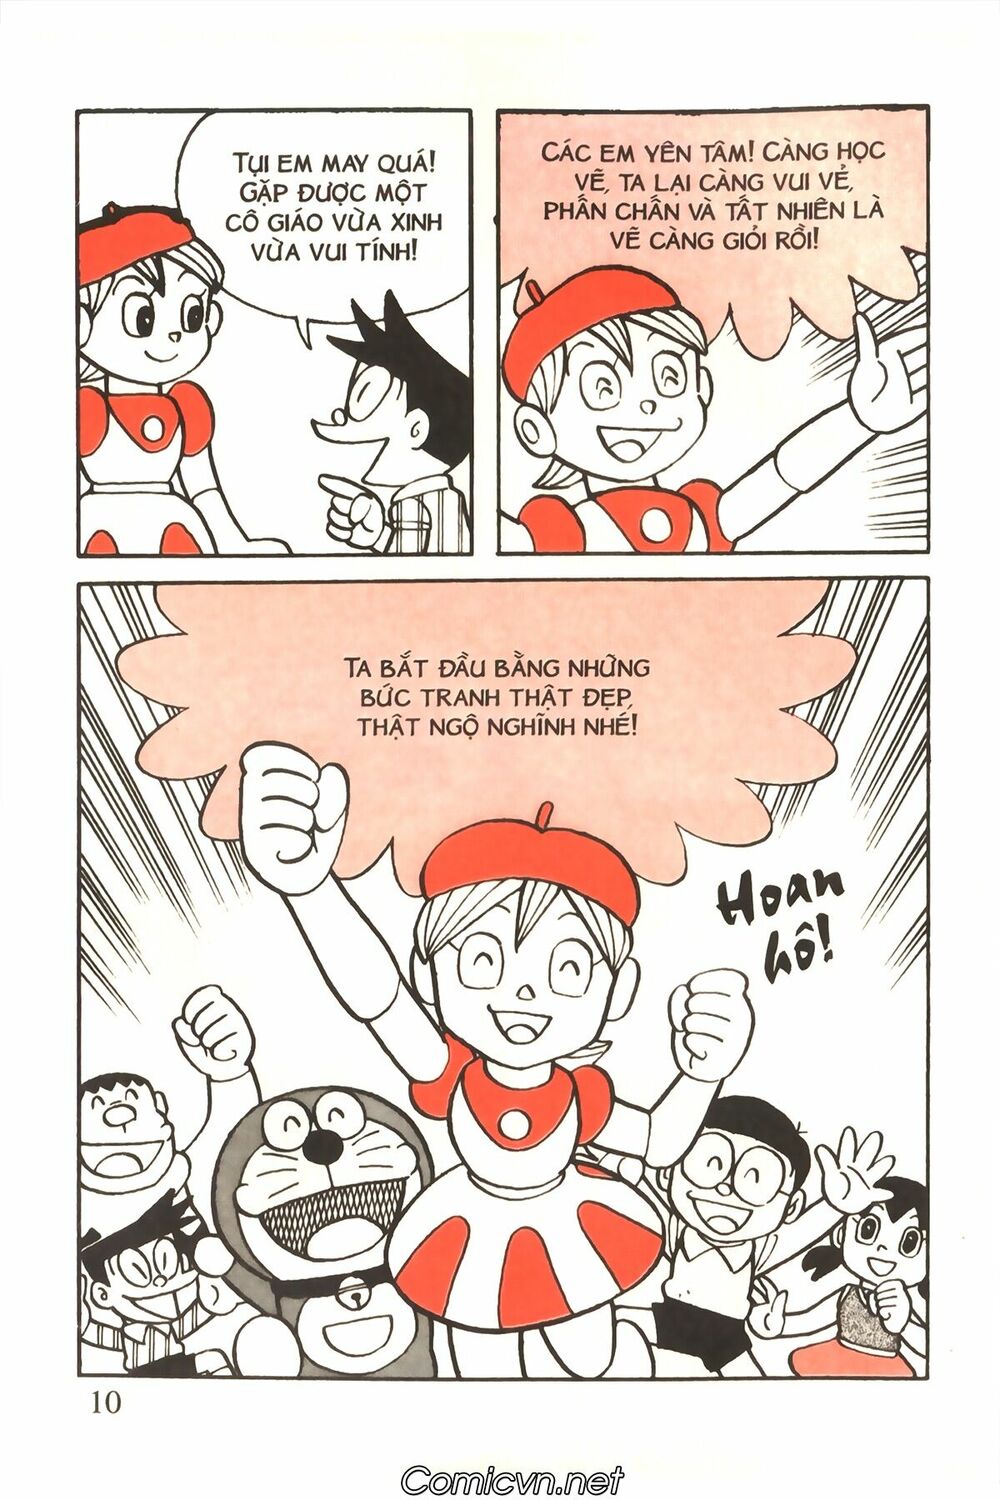 TỤI EM MAY QUÁ!
GẶP ĐƯỢC MỘT
CÔ GIÁO VỪA XINH
VỪA VUI TÍNH!
CÁC EM YÊN TÂM! CÀNG HỌC
VẼ, TA LẠI CÀNG VUI VẺ,
PHẤN CHẤN VÀ TẤT NHIÊN LÀ
VẼ CÀNG GIỎI RỒI!
TA BẮT ĐẦU BẰNG NHỮNG
BỨC TRANH THẬT ĐẸP,
THẬT NGỘ NGHĨNH NHÉ!
Hoan
hô!
10
Comicvn.net